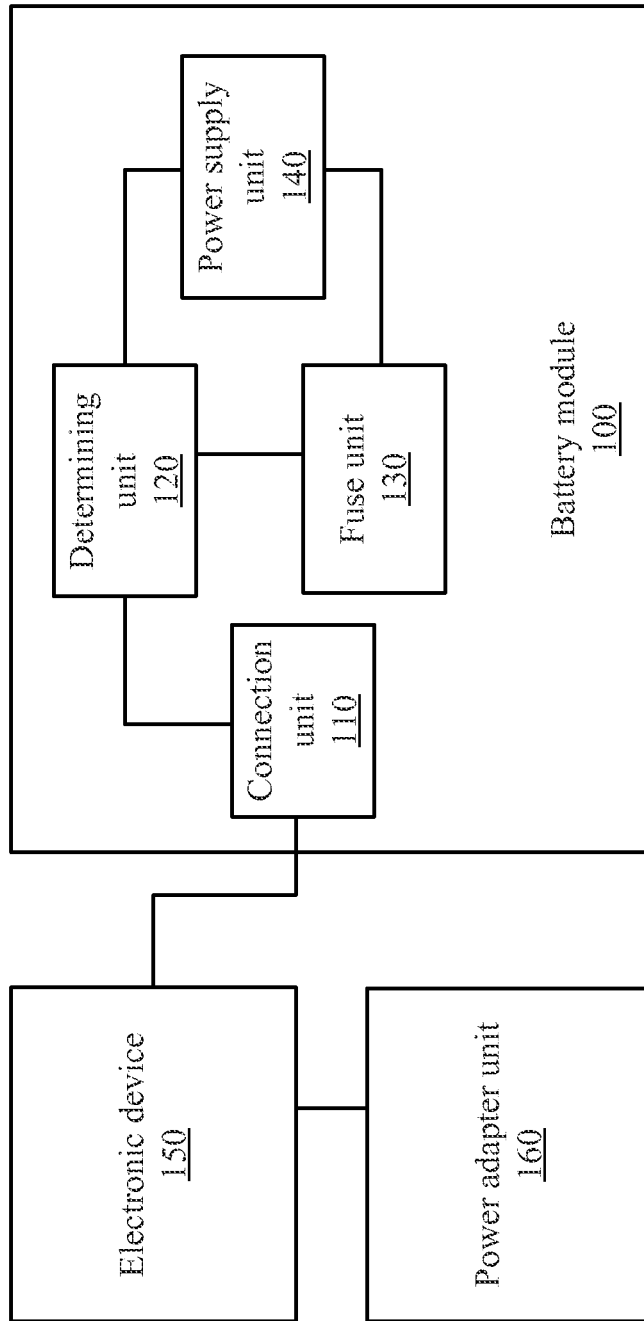 Electronic device
150
Power adapter unit
160
Connection
unit
110
Determining
unit
120
Fuse unit
130
Power supply
unit
140
Battery module
100